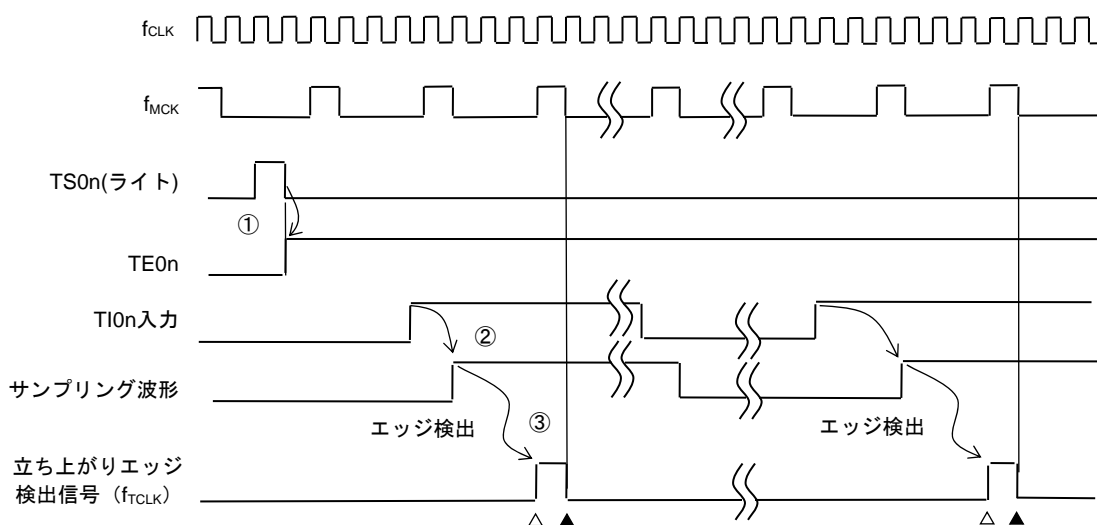 fCLK
fMCK
TS0n(ライト)
①
TE0n
TI0n入力
②
サンプリング波形
エッジ検出
③
エッジ検出
立ち上がりエッジ
検出信号（fTCLK）
△ ▲ △ ▲